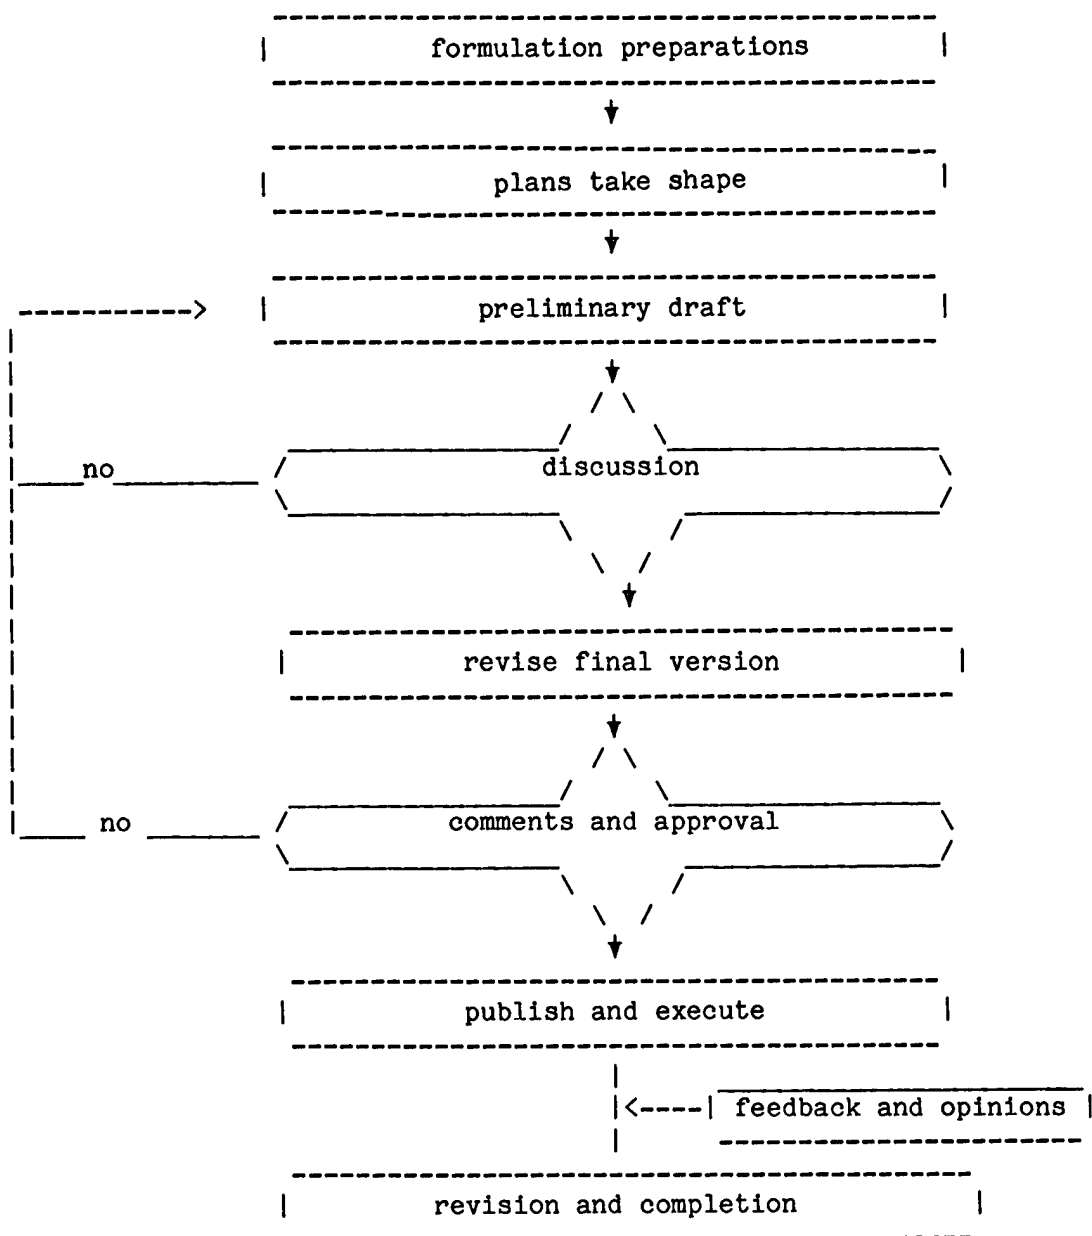 formulation preparations
plans take shape
preliminary draft
no
discussion
revise final version
no
comments and approval
publish and execute
feedback and opinions
revision and completion